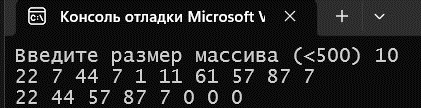 Консоль отладки Microsoft V
Введите размер массива (<500) 10
22 7 44 7 1 11 61 57 87 7
22 44 57 87 7 0 0 0